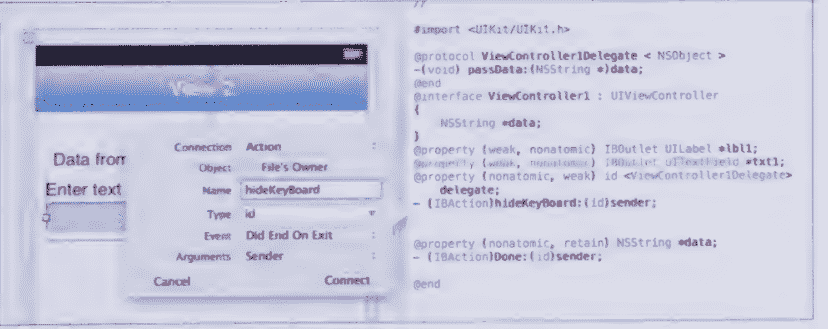 View 2
Data from
Enter text
Connection Action
Object File's Owner
Name hideKeyBoard
Type id
Event Did End On Exit
Arguments Sender
Cancel Connect
//
#import <UIKit/UIKit.h>
@protocol ViewController1Delegate < NSObject >
-(void) passData:(NSString *)data;
@end
@interface ViewController1 : UIViewController
{
NSString *data;
}
@property (weak, nonatomic) IBOutlet UILabel *lbl1;
@property (weak, nonatomic) IBOutlet UITextField *txt1;
@property (nonatomic, weak) id <ViewController1Delegate>
delegate;
- (IBAction)hideKeyBoard:(id)sender;
@property (nonatomic, retain) NSString *data;
- (IBAction)Done:(id)sender;
@end